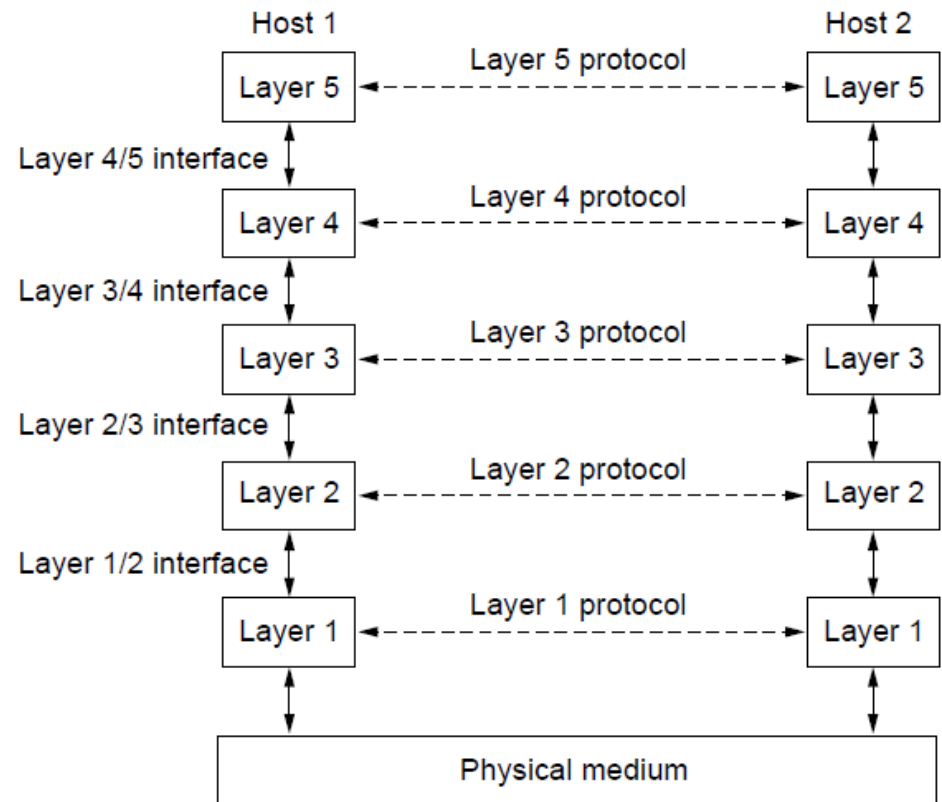 Host 1
Host 2
Layer 5 protocol
Layer 5
Layer 5
Layer 4/5 interface
Layer 4 protocol
Layer 4
Layer 4
Layer 3/4 interface
Layer 3 protocol
Layer 3
Layer 3
Layer 2/3 interface
Layer 2 protocol
Layer 2
Layer 2
Layer 1/2 interface
Layer 1 protocol
Layer 1
Layer 1
Physical medium